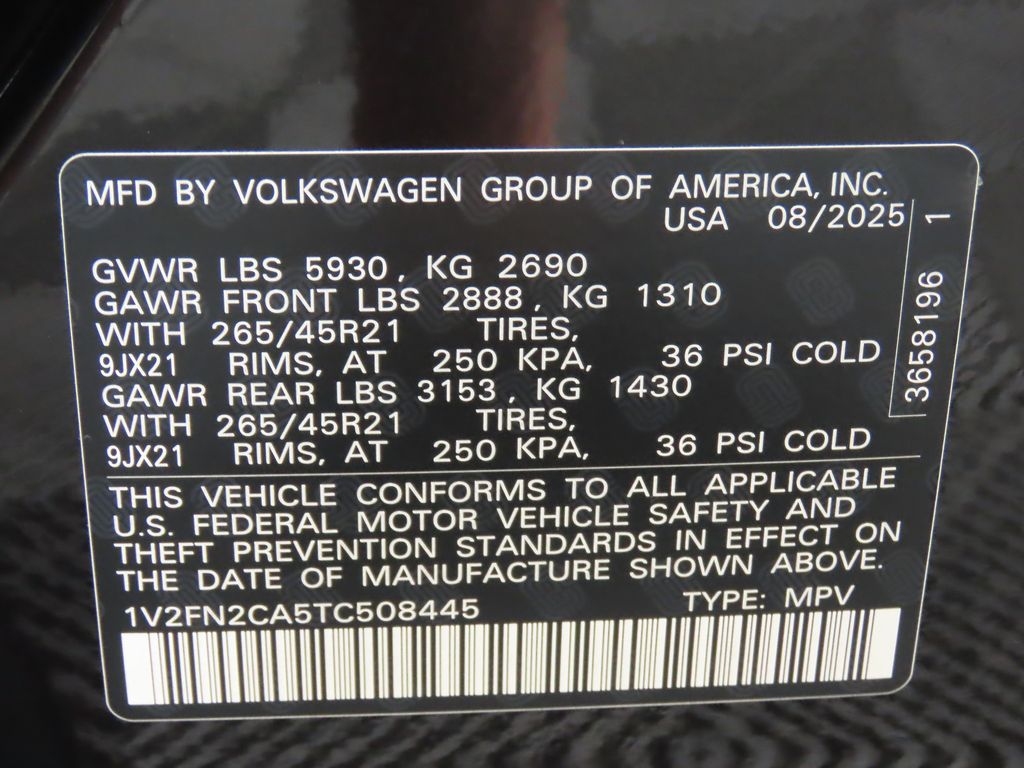 MFD BY VOLKSWAGEN GROUP OF AMERICA, INC.
USA 08/2025
GVWR LBS 5930, KG 2690
GAWR FRONT LBS 2888, KG 1310
WITH 265/45R21 TIRES,
9JX21 RIMS, AT 250 KPA, 36 PSI COLD
GAWR REAR LBS 3153, KG 1430
WITH 265/45R21 TIRES,
9JX21 RIMS, AT 250 KPA, 36 PSI COLD
THIS VEHICLE CONFORMS TO ALL APPLICABLE
U.S. FEDERAL MOTOR VEHICLE SAFETY AND
THEFT PREVENTION STANDARDS IN EFFECT ON
THE DATE OF MANUFACTURE SHOWN ABOVE.
1V2FN2CA5TC508445 TYPE: MPV
3658196 1